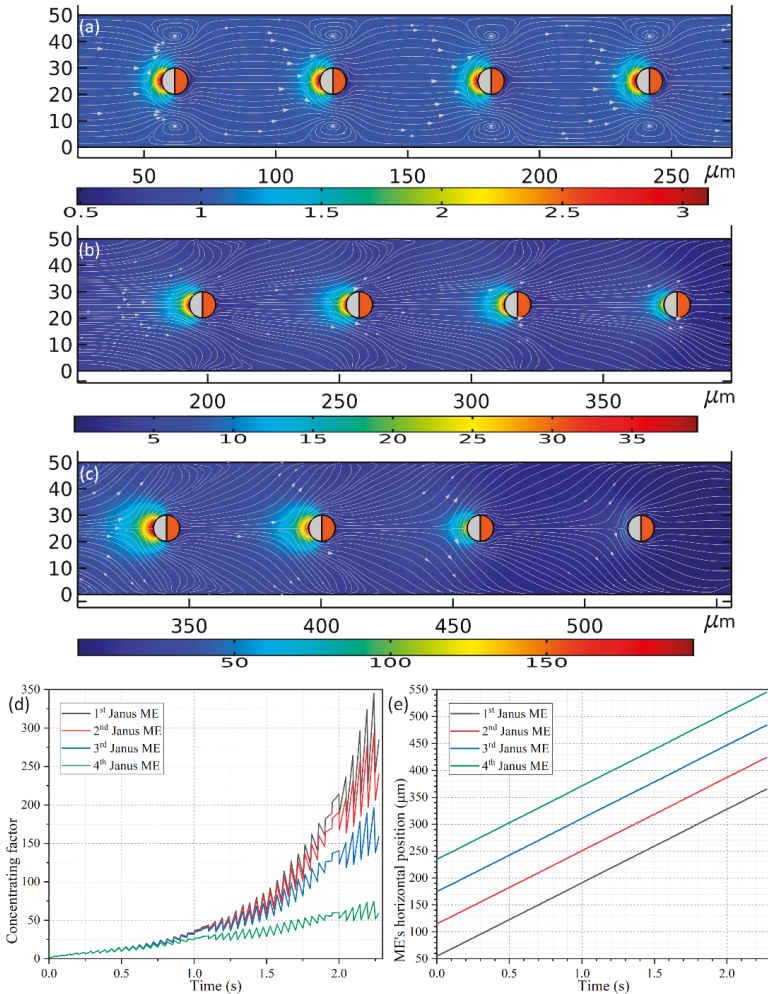 (a)
50
40
30
20
10
0
50 100 150 200 250 μm
0.5 1 1.5 2 2.5 3
(b)
50
40
30
20
10
0
200 250 300 350 μm
5 10 15 20 25 30 35
(c)
50
40
30
20
10
0
350 400 450 500 μm
50 100 150
(d)
Concentrating factor
350
300
250
200
150
100
50
0
1st Janus ME
2nd Janus ME
3rd Janus ME
4th Janus ME
0.0 0.5 1.0 1.5 2.0
Time (s)
(e)
ME's horizontal position (μm)
550
500
450
400
350
300
250
200
150
100
50
1st Janus ME
2nd Janus ME
3rd Janus ME
4th Janus ME
0.0 0.5 1.0 1.5 2.0
Time (s)